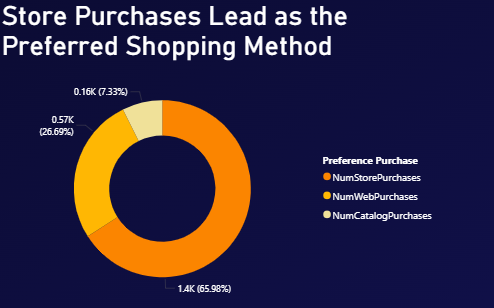 Store Purchases Lead as the
Preferred Shopping Method
0.16K (7.33%)
0.57K
(26.69%)
Preference Purchase
NumStorePurchases
NumWebPurchases
NumCatalogPurchases
1.4K (65.98%)